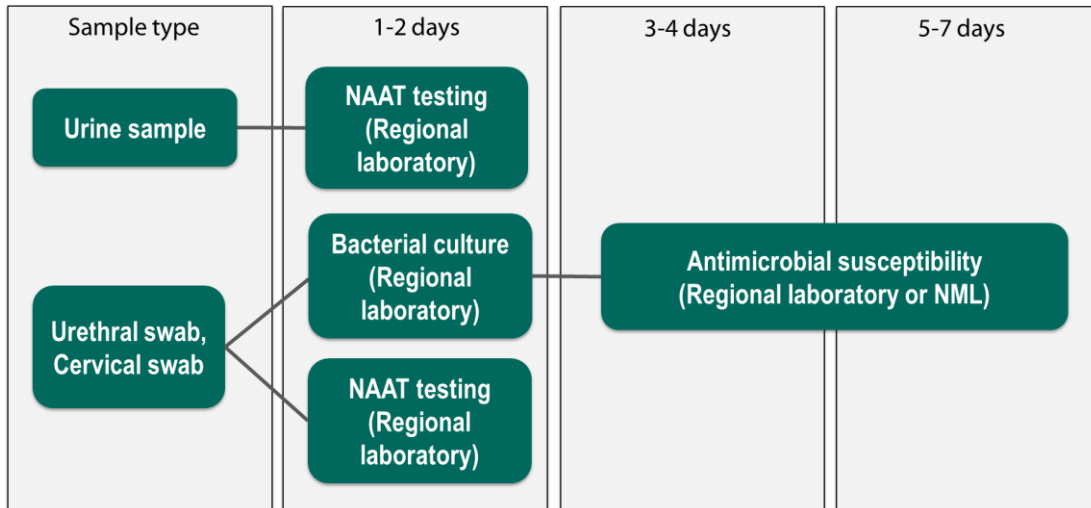 Sample type
1-2 days
3-4 days
5-7 days
Urine sample
NAAT testing
(Regional
laboratory)
Urethral swab,
Cervical swab
Bacterial culture
(Regional
laboratory)
NAAT testing
(Regional
laboratory)
Antimicrobial susceptibility
(Regional laboratory or NML)